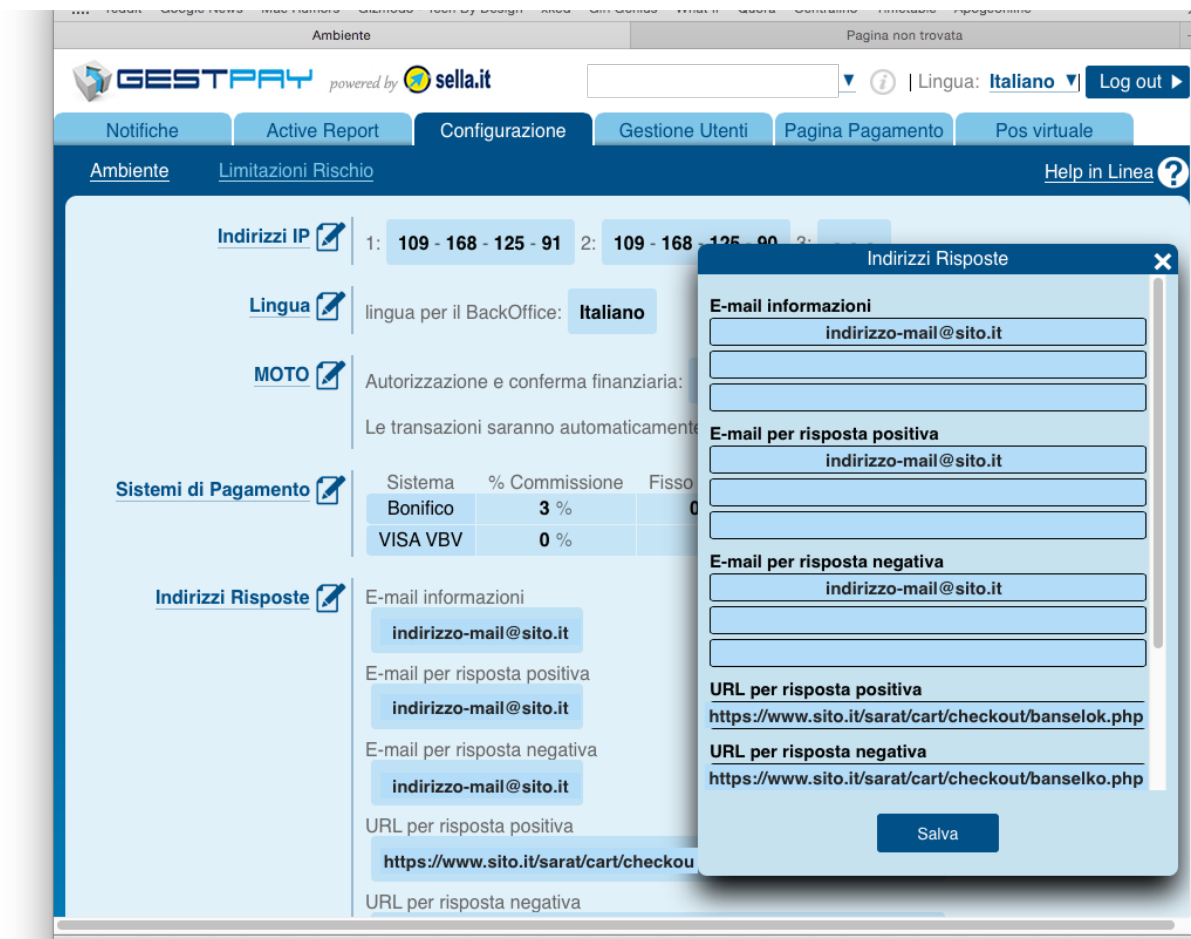 Ambiente Pagina non trovata
GESTPAY powered by sella.it | Lingua: Italiano Log out
Notifiche Active Report Configurazione Gestione Utenti Pagina Pagamento Pos virtuale
Ambiente Limitazioni Rischio Help in Linea ?
Indirizzi IP 1: 109 - 168 - 125 - 91 2: 109 - 168 - 125 - 90 3: - - -
Lingua lingua per il BackOffice: Italiano
MOTO Autorizzazione e conferma finanziaria:
Le transazioni saranno automaticamente
Sistemi di Pagamento Sistema % Commissione Fisso
Bonifico 3 % 0
VISA VBV 0 %
Indirizzi Risposte E-mail informazioni
indirizzo-mail@sito.it
E-mail per risposta positiva
indirizzo-mail@sito.it
E-mail per risposta negativa
indirizzo-mail@sito.it
URL per risposta positiva
https://www.sito.it/sarat/cart/checkou
URL per risposta negativa
Indirizzi Risposte
E-mail informazioni
indirizzo-mail@sito.it
E-mail per risposta positiva
indirizzo-mail@sito.it
E-mail per risposta negativa
indirizzo-mail@sito.it
URL per risposta positiva
https://www.sito.it/sarat/cart/checkout/banselok.php
URL per risposta negativa
https://www.sito.it/sarat/cart/checkout/banselko.php
Salva